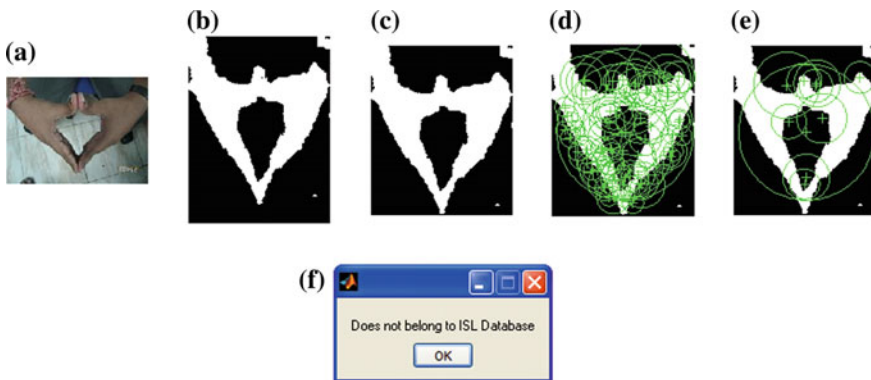 (a)
(b)
(c)
(d)
(e)
(f)
Does not belong to ISL Database
OK